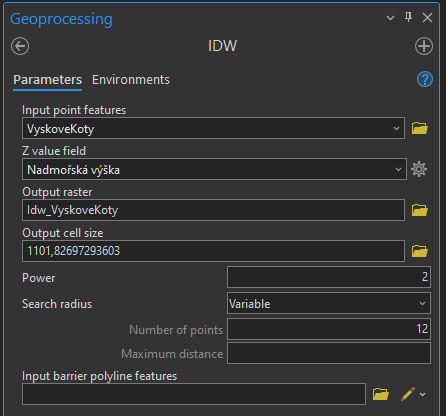 Geoprocessing
IDW
Parameters Environments
Input point features
VyskoveKoty
Z value field
Nadmořská výška
Output raster
Idw_VyskoveKoty
Output cell size
1101,82697293603
Power 2
Search radius Variable
Number of points 12
Maximum distance
Input barrier polyline features